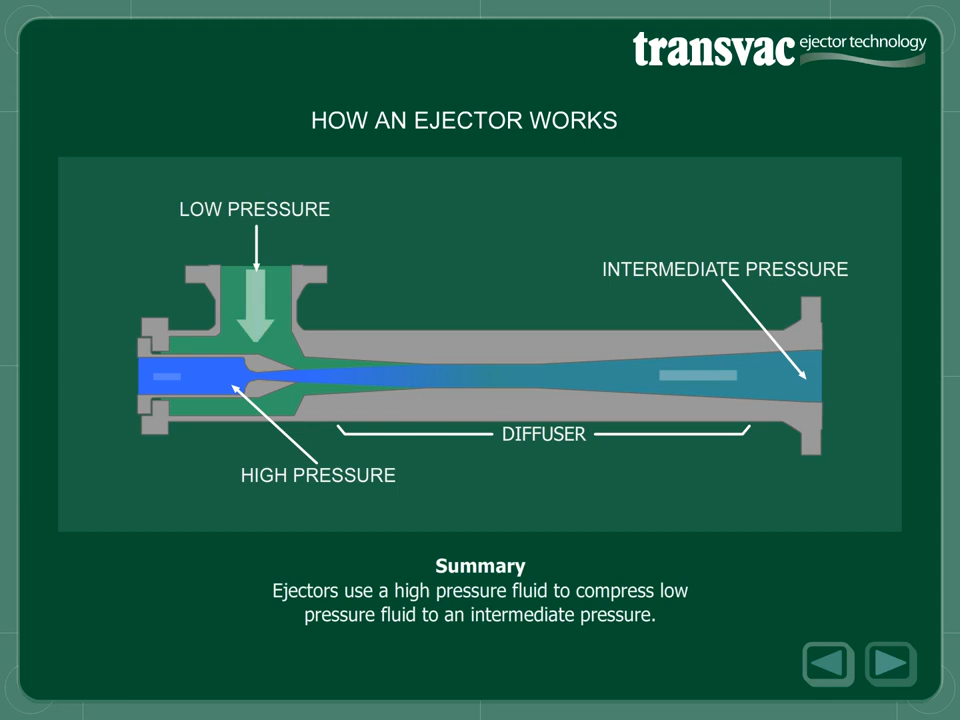 transvac ejector technology
HOW AN EJECTOR WORKS
LOW PRESSURE
INTERMEDIATE PRESSURE
DIFFUSER
HIGH PRESSURE
Summary
Ejectors use a high pressure fluid to compress low
pressure fluid to an intermediate pressure.